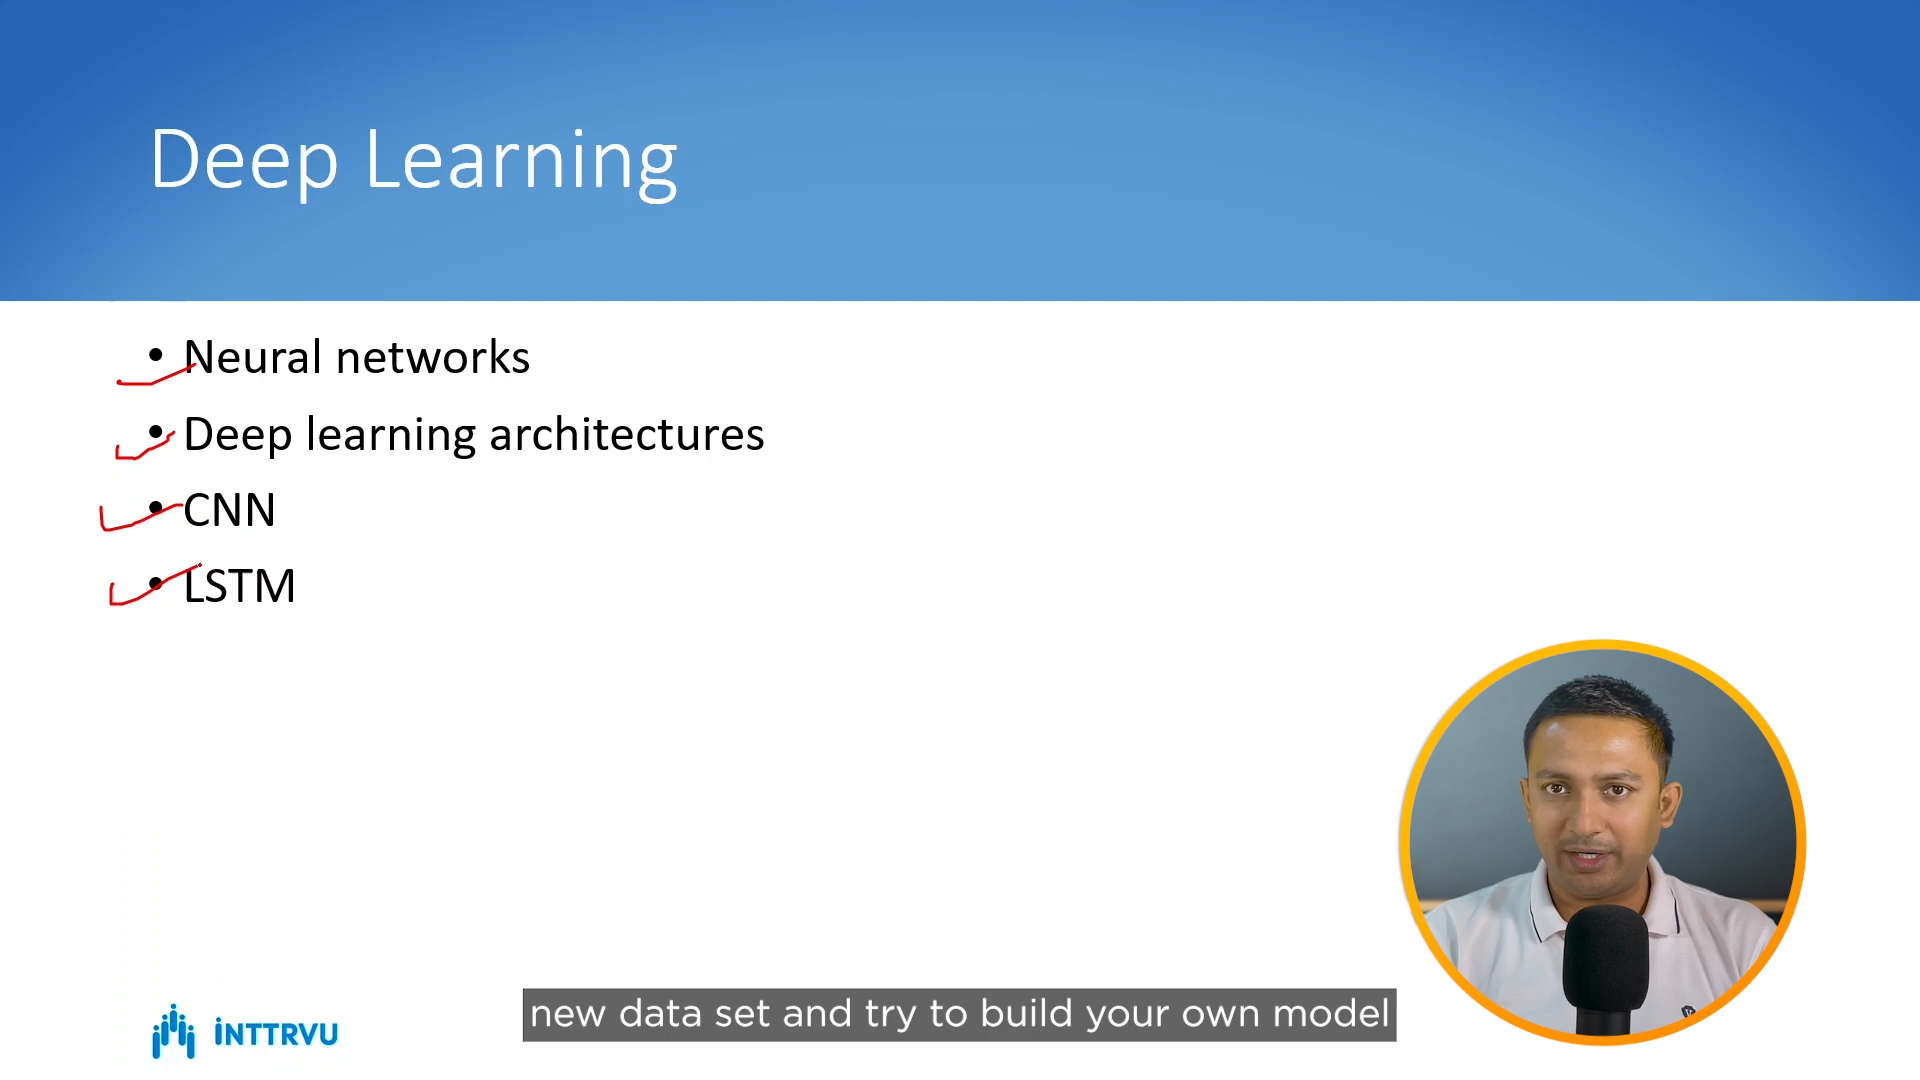 Deep Learning
• Neural networks
• Deep learning architectures
• CNN
• LSTM
new data set and try to build your own model
INTTRVU